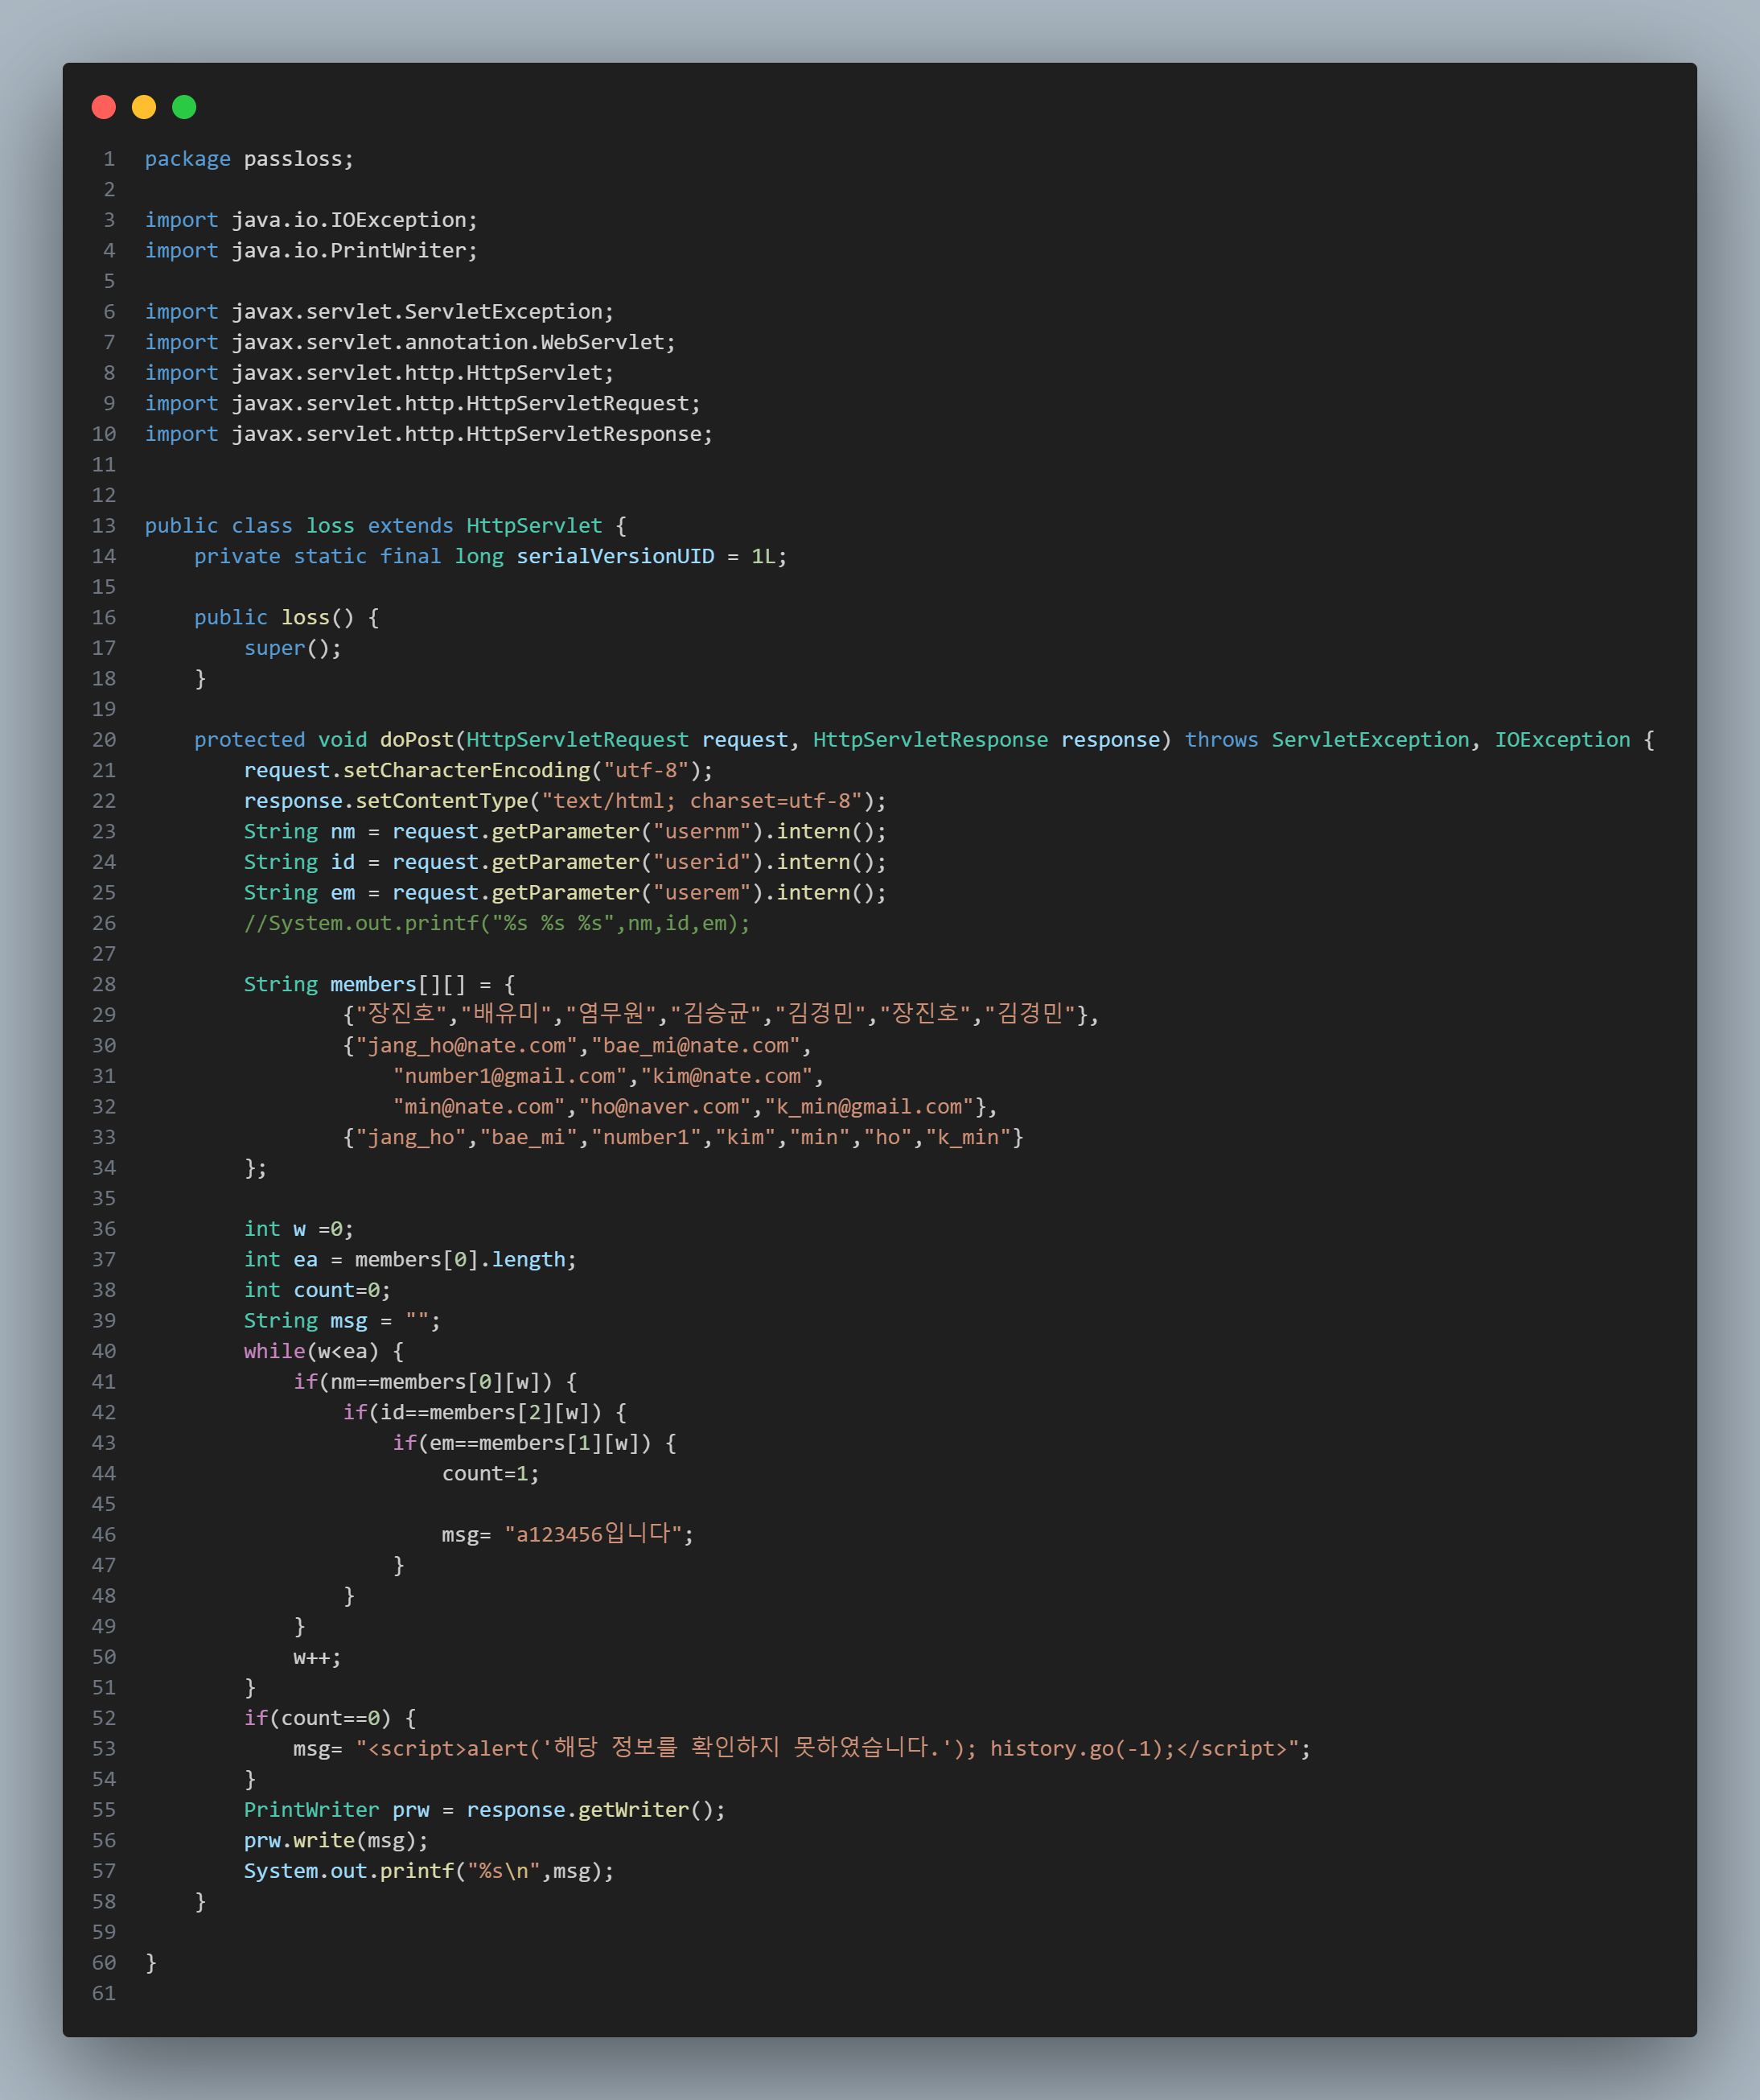 1 package passloss;
2
3 import java.io.IOException;
4 import java.io.PrintWriter;
5
6 import javax.servlet.ServletException;
7 import javax.servlet.annotation.WebServlet;
8 import javax.servlet.http.HttpServlet;
9 import javax.servlet.http.HttpServletRequest;
10 import javax.servlet.http.HttpServletResponse;
11
12
13 public class loss extends HttpServlet {
14     private static final long serialVersionUID = 1L;
15
16     public loss() {
17         super();
18     }
19
20     protected void doPost(HttpServletRequest request, HttpServletResponse response) throws ServletException, IOException {
21         request.setCharacterEncoding("utf-8");
22         response.setContentType("text/html; charset=utf-8");
23         String nm = request.getParameter("usernm").intern();
24         String id = request.getParameter("userid").intern();
25         String em = request.getParameter("userem").intern();
26         //System.out.printf("%s %s %s",nm,id,em);
27
28         String members[][] = {
29                 {"장진호","배유미","염무원","김승균","김경민","장진호","김경민"},
30                 {"jang_ho@nate.com","bae_mi@nate.com",
31                     "number1@gmail.com","kim@nate.com",
32                     "min@nate.com","ho@naver.com","k_min@gmail.com"},
33                 {"jang_ho","bae_mi","number1","kim","min","ho","k_min"}
34         };
35
36         int w =0;
37         int ea = members[0].length;
38         int count=0;
39         String msg = "";
40         while(w<ea) {
41             if(nm==members[0][w]) {
42                 if(id==members[2][w]) {
43                     if(em==members[1][w]) {
44                         count=1;
45
46                         msg= "a123456입니다";
47                     }
48                 }
49             }
50             w++;
51         }
52         if(count==0) {
53             msg= "<script>alert('해당 정보를 확인하지 못하였습니다.'); history.go(-1);</script>";
54         }
55         PrintWriter prw = response.getWriter();
56         prw.write(msg);
57         System.out.printf("%s\n",msg);
58     }
59
60 }
61